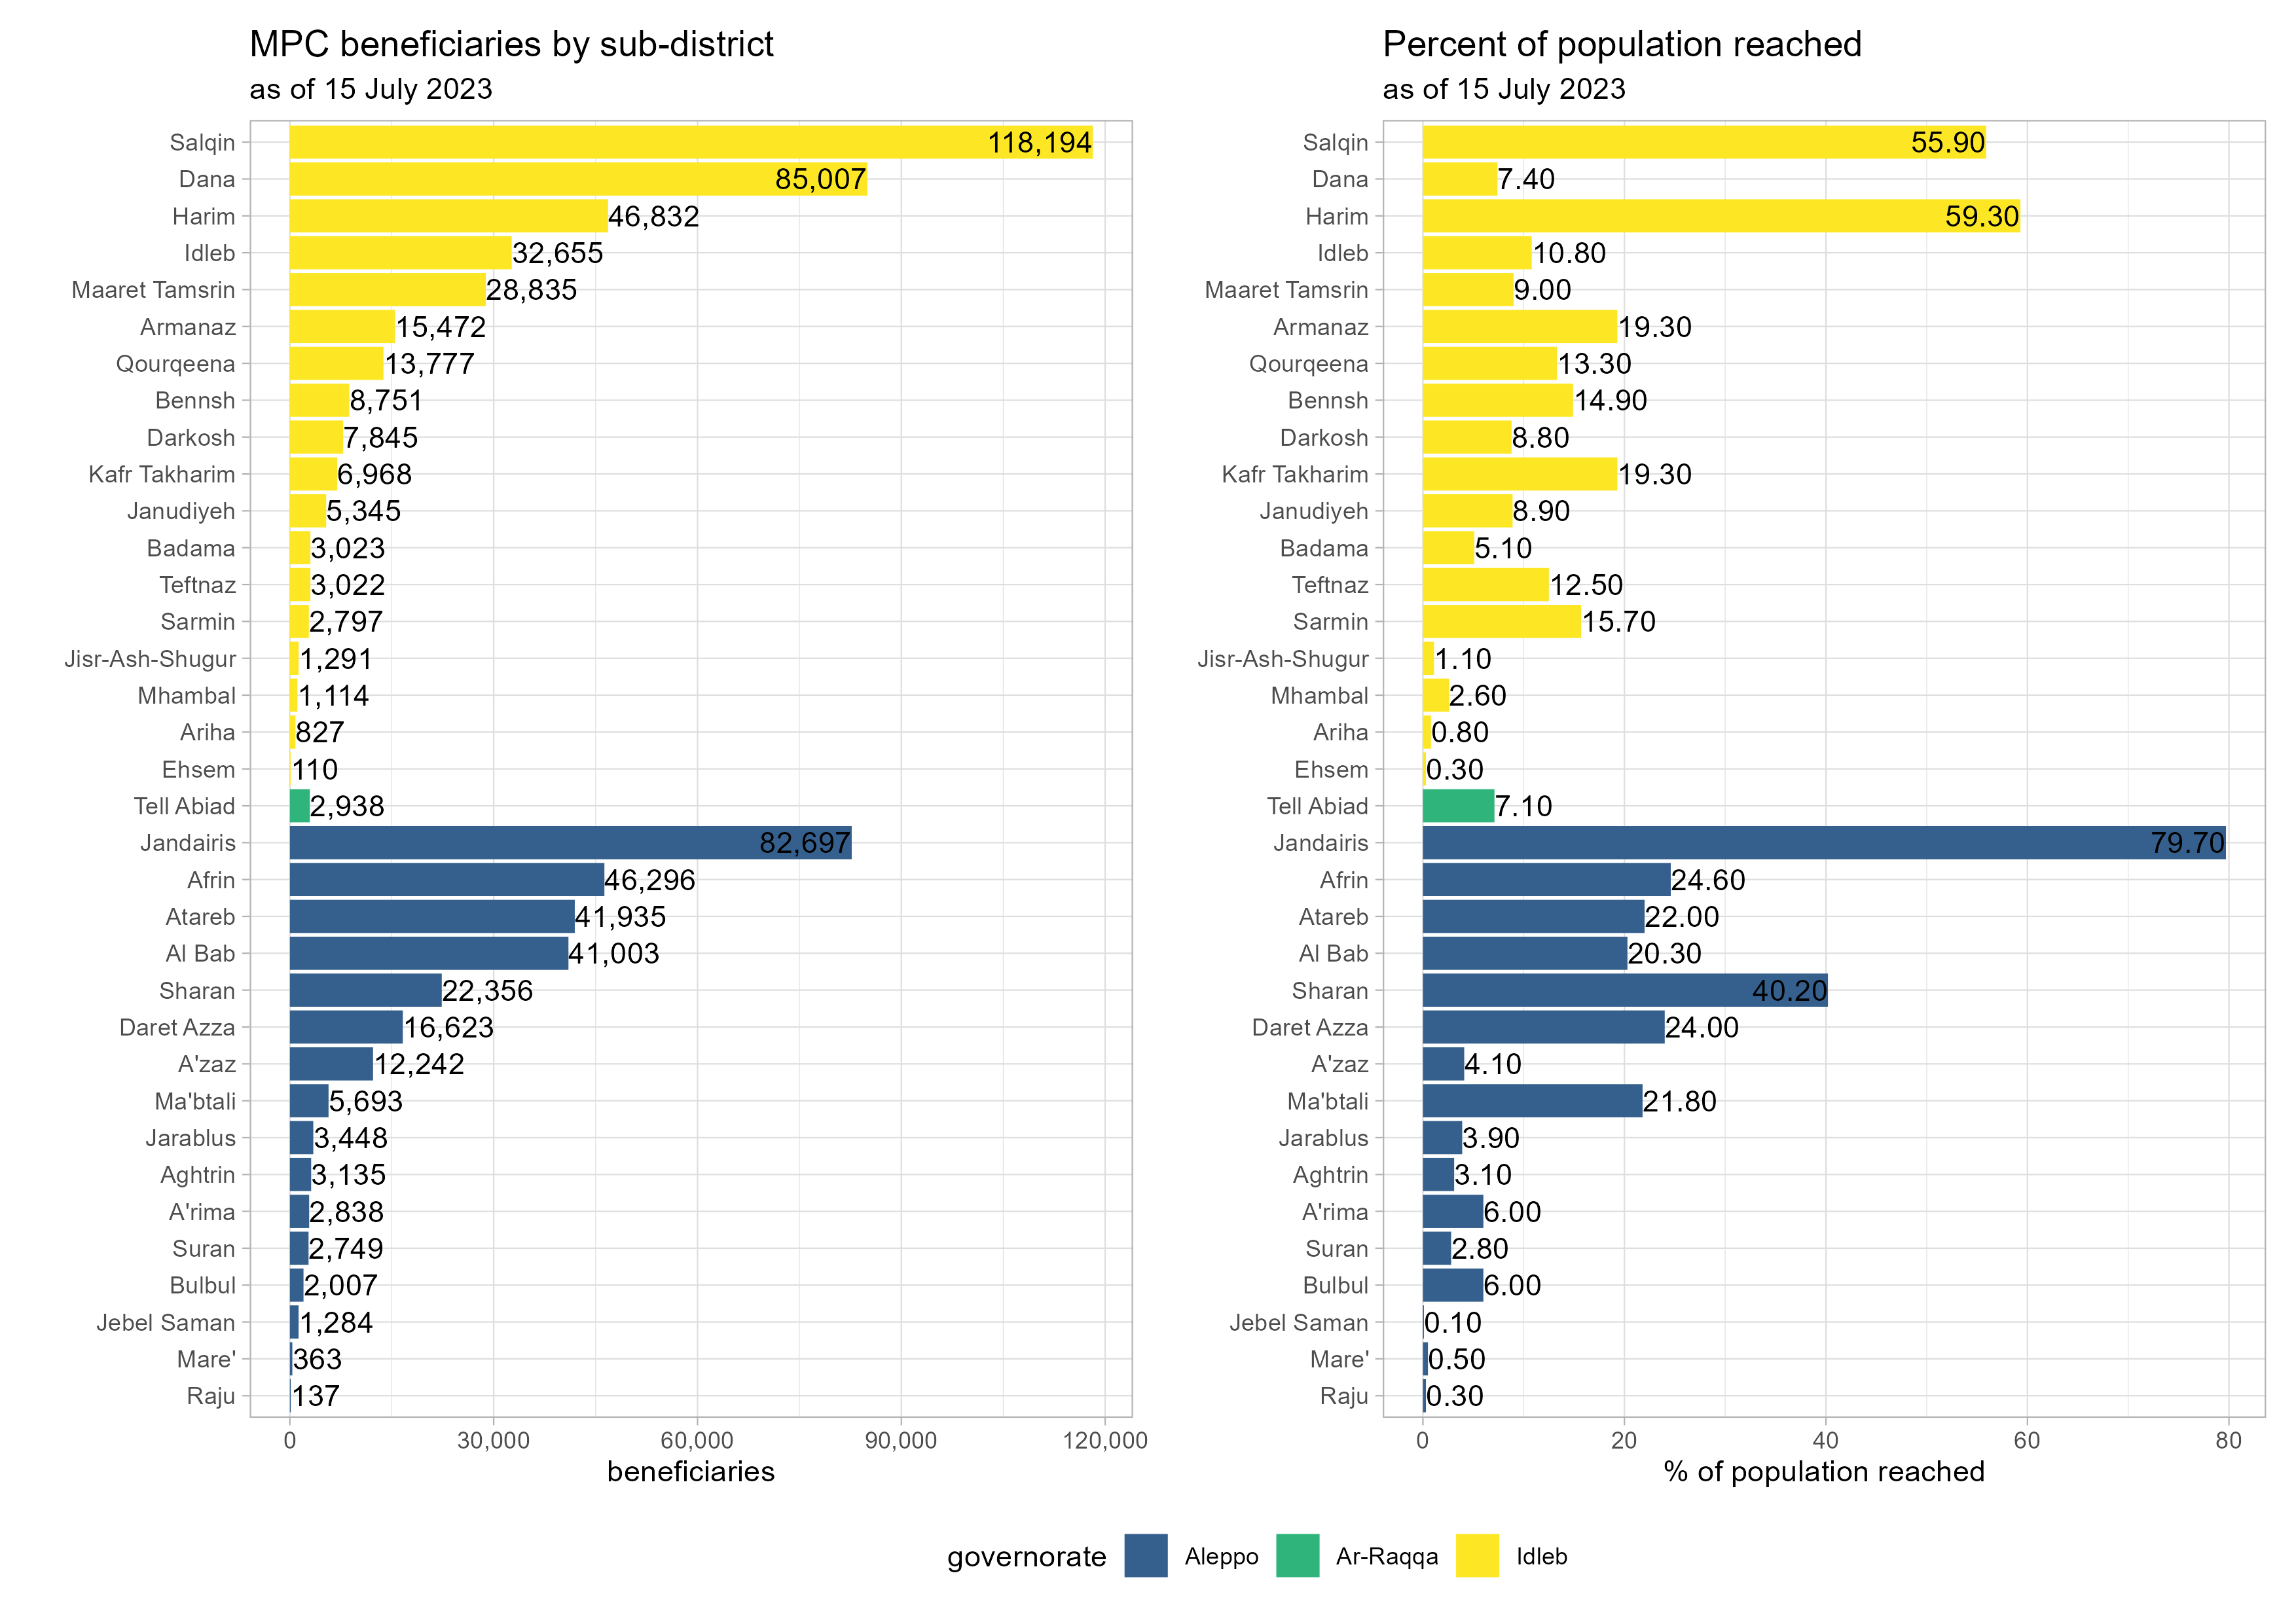 MPC beneficiaries by sub-district
as of 15 July 2023
Salqin 118,194
Dana 85,007
Harim 46,832
Idleb 32,655
Maaret Tamsrin 28,835
Armanaz 15,472
Qourqeena 13,777
Bennsh 8,751
Darkosh 7,845
Kafr Takharim 6,968
Janudiyeh 5,345
Badama 3,023
Teftnaz 3,022
Sarmin 2,797
Jisr-Ash-Shugur 1,291
Mhambal 1,114
Ariha 827
Ehsem 110
Tell Abiad 2,938
Jandairis 82,697
Afrin 46,296
Atareb 41,935
Al Bab 41,003
Sharan 22,356
Daret Azza 16,623
A'zaz 12,242
Ma'btali 5,693
Jarablus 3,448
Aghtrin 3,135
A'rima 2,838
Suran 2,749
Bulbul 2,007
Jebel Saman 1,284
Mare' 363
Raju 137
0 30,000 60,000 90,000 120,000
beneficiaries
Percent of population reached
as of 15 July 2023
Salqin 55.90
Dana 7.40
Harim 59.30
Idleb 10.80
Maaret Tamsrin 9.00
Armanaz 19.30
Qourqeena 13.30
Bennsh 14.90
Darkosh 8.80
Kafr Takharim 19.30
Janudiyeh 8.90
Badama 5.10
Teftnaz 12.50
Sarmin 15.70
Jisr-Ash-Shugur 1.10
Mhambal 2.60
Ariha 0.80
Ehsem 0.30
Tell Abiad 7.10
Jandairis 79.70
Afrin 24.60
Atareb 22.00
Al Bab 20.30
Sharan 40.20
Daret Azza 24.00
A'zaz 4.10
Ma'btali 21.80
Jarablus 3.90
Aghtrin 3.10
A'rima 6.00
Suran 2.80
Bulbul 6.00
Jebel Saman 0.10
Mare' 0.50
Raju 0.30
0 20 40 60 80
% of population reached
governorate Aleppo Ar-Raqqa Idleb